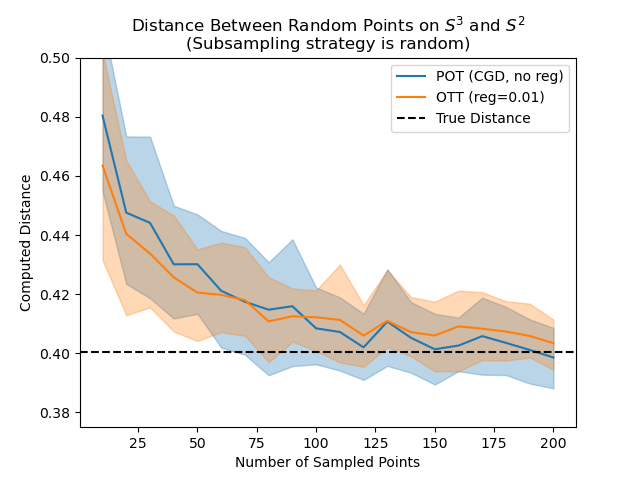 Distance Between Random Points on $S^3$ and $S^2$
(Subsampling strategy is random)
POT (CGD, no reg)
OTT (reg=0.01)
True Distance
Computed Distance
0.50
0.48
0.46
0.44
0.42
0.40
0.38
25 50 75 100 125 150 175 200
Number of Sampled Points